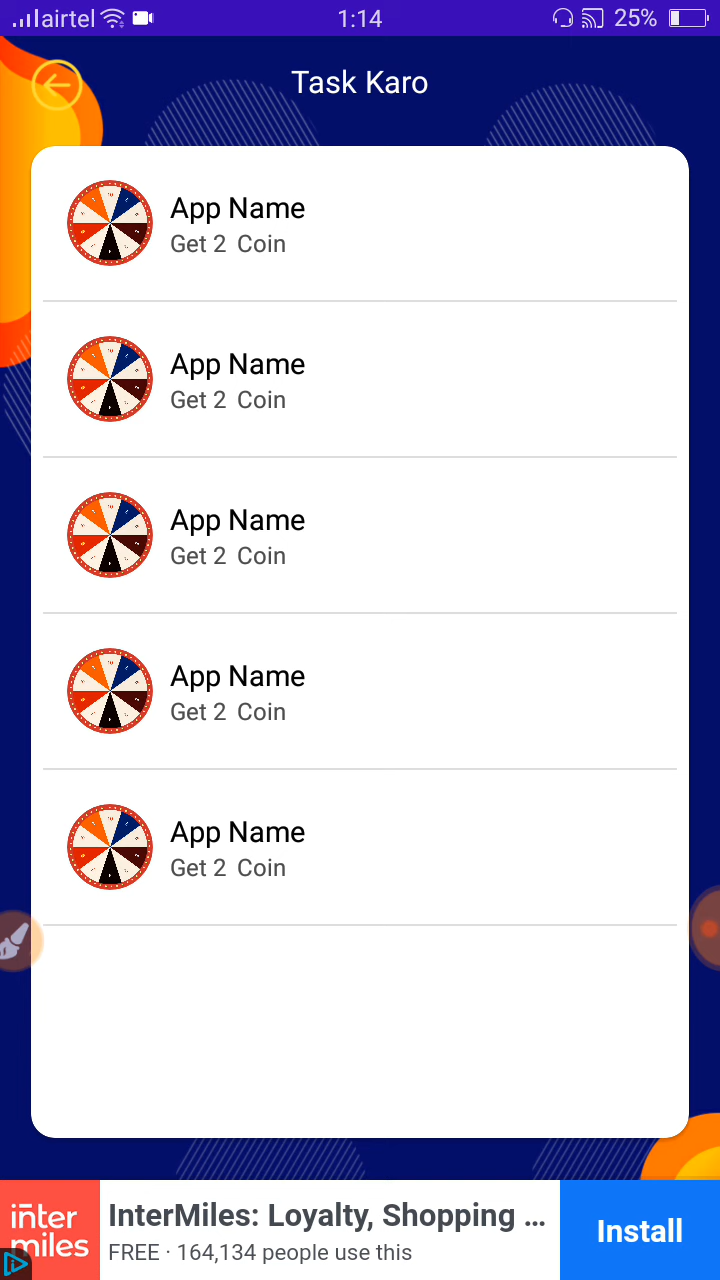 airtel 1:14 25%
Task Karo
App Name
Get 2 Coin
App Name
Get 2 Coin
App Name
Get 2 Coin
App Name
Get 2 Coin
App Name
Get 2 Coin
inter
miles
InterMiles: Loyalty, Shopping ...
FREE · 164,134 people use this
Install